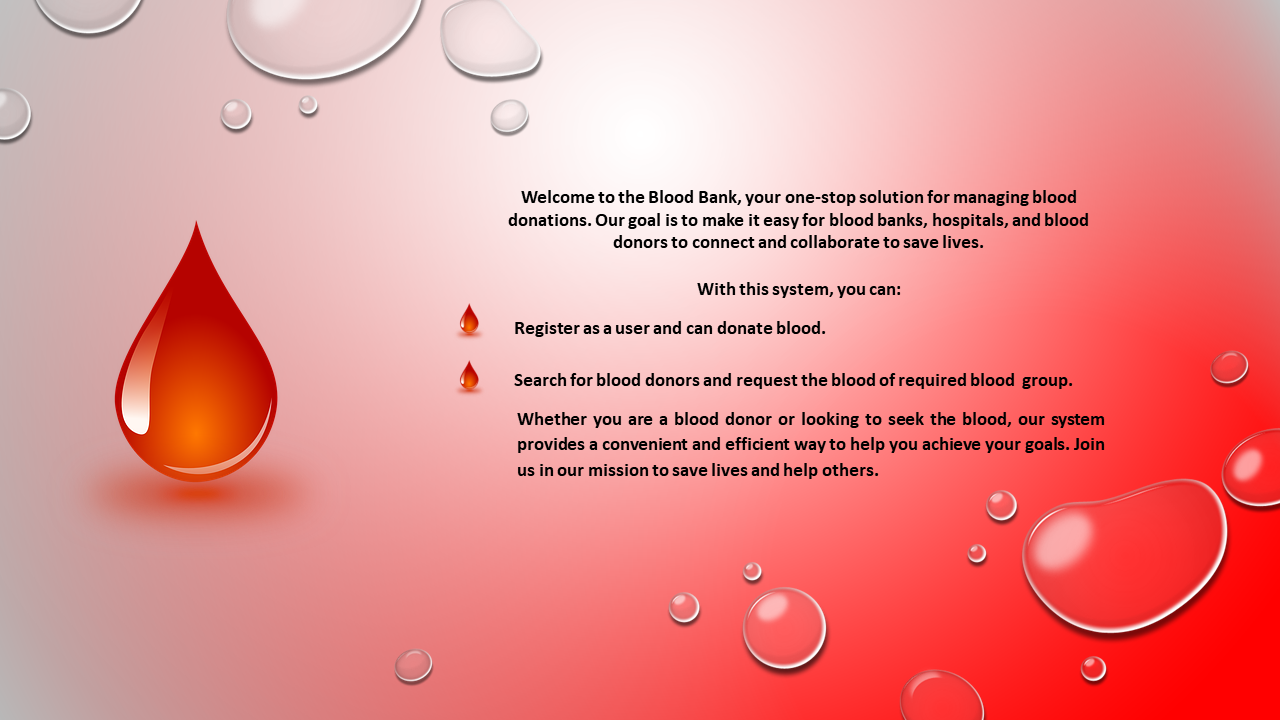 Welcome to the Blood Bank, your one-stop solution for managing blood
donations. Our goal is to make it easy for blood banks, hospitals, and blood
donors to connect and collaborate to save lives.
With this system, you can:
Register as a user and can donate blood.
Search for blood donors and request the blood of required blood group.
Whether you are a blood donor or looking to seek the blood, our system
provides a convenient and efficient way to help you achieve your goals. Join
us in our mission to save lives and help others.